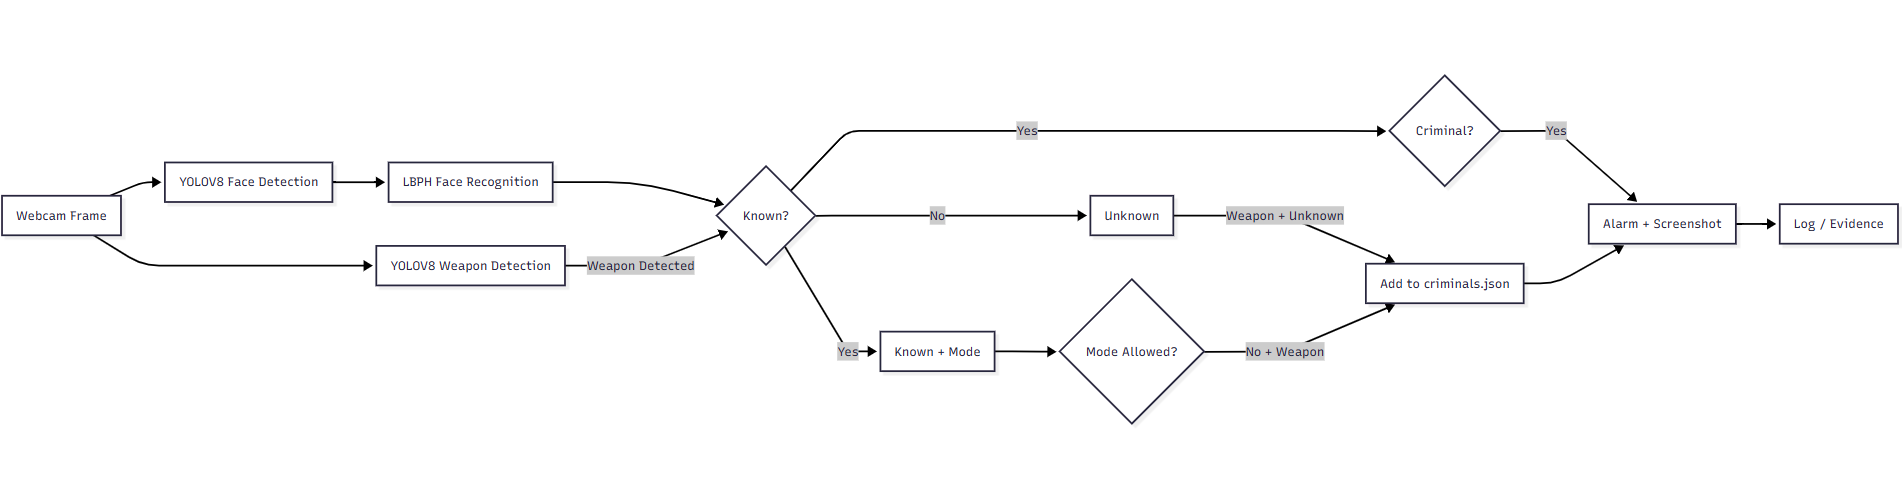 Webcam Frame
YOLOV8 Face Detection
LBPH Face Recognition
YOLOV8 Weapon Detection
Weapon Detected
Known?
Yes
No
Yes
Known + Mode
Unknown
Mode Allowed?
Weapon + Unknown
No + Weapon
Criminal?
Add to criminals.json
Yes
Alarm + Screenshot
Log / Evidence